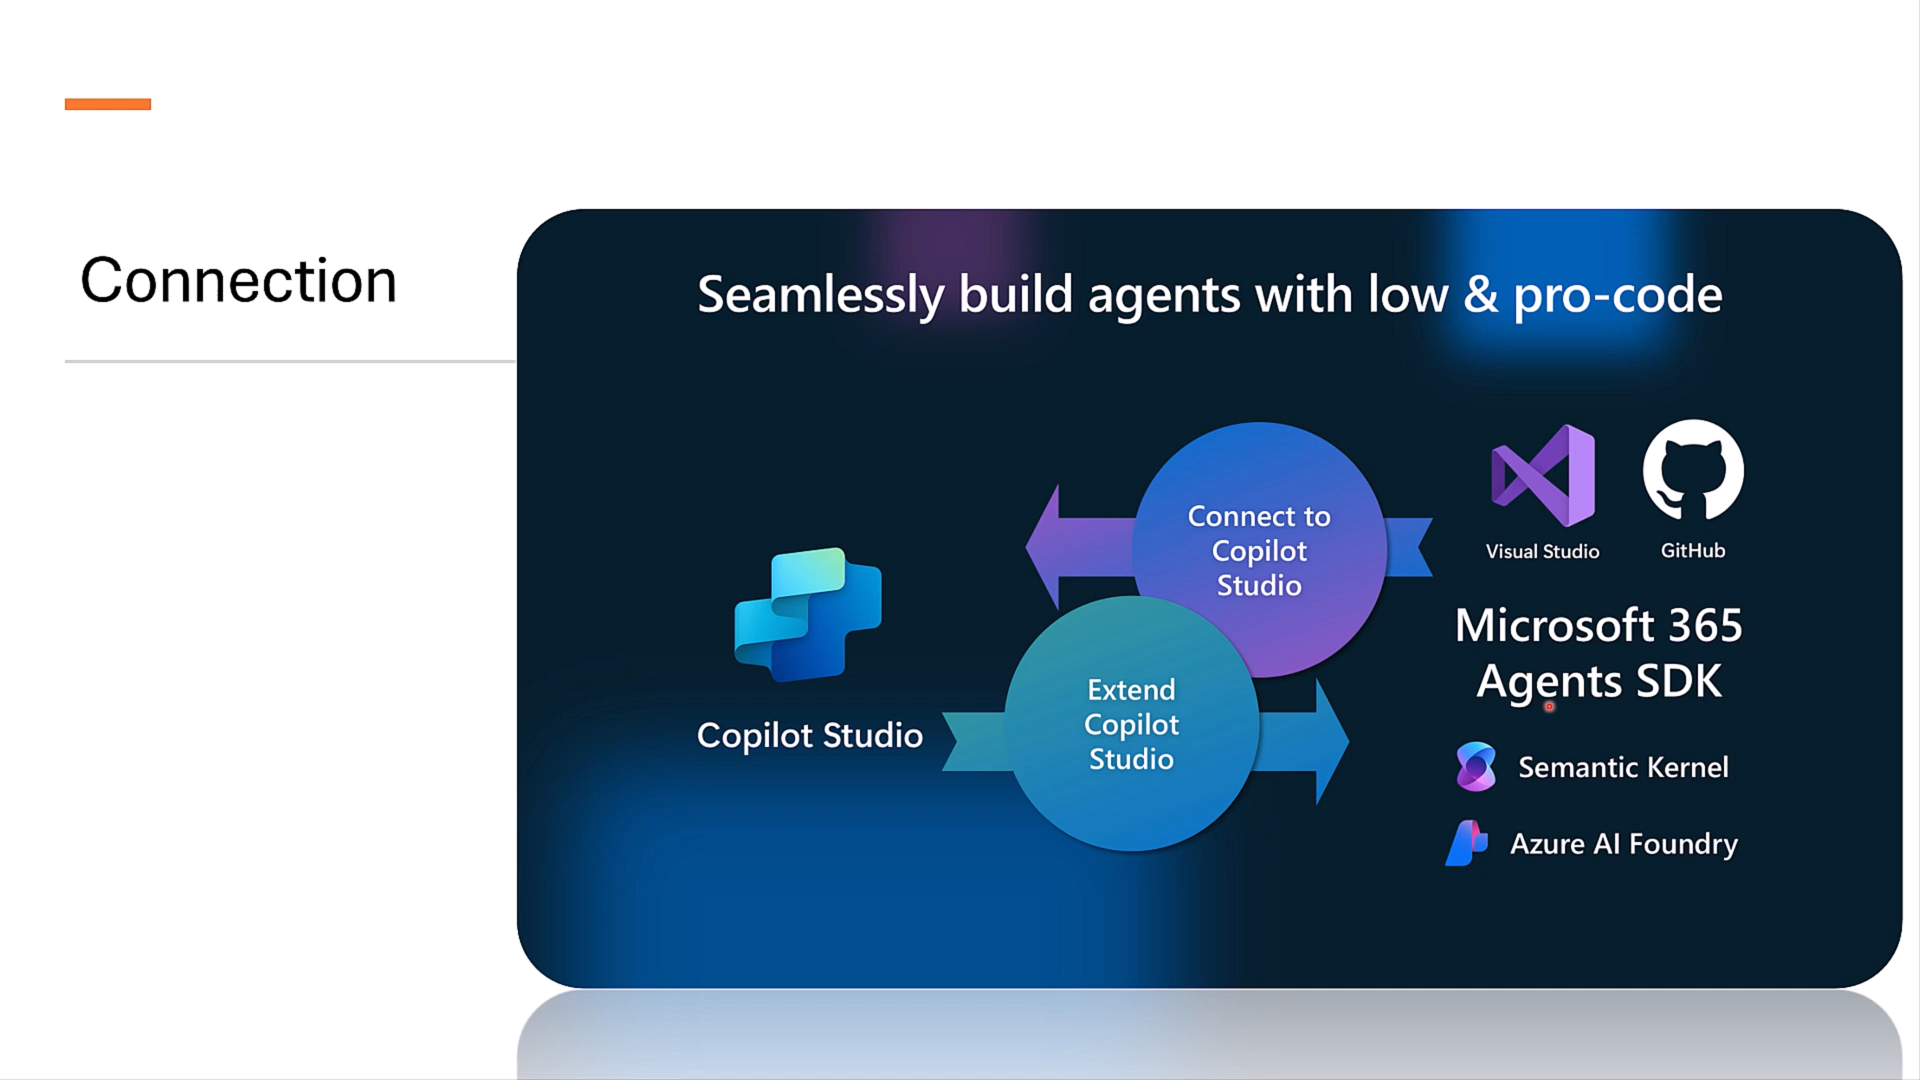 Connection
Seamlessly build agents with low & pro-code
Connect to
Copilot
Studio
Visual Studio
GitHub
Microsoft 365
Agents SDK
Extend
Copilot
Studio
Copilot Studio
Semantic Kernel
Azure AI Foundry